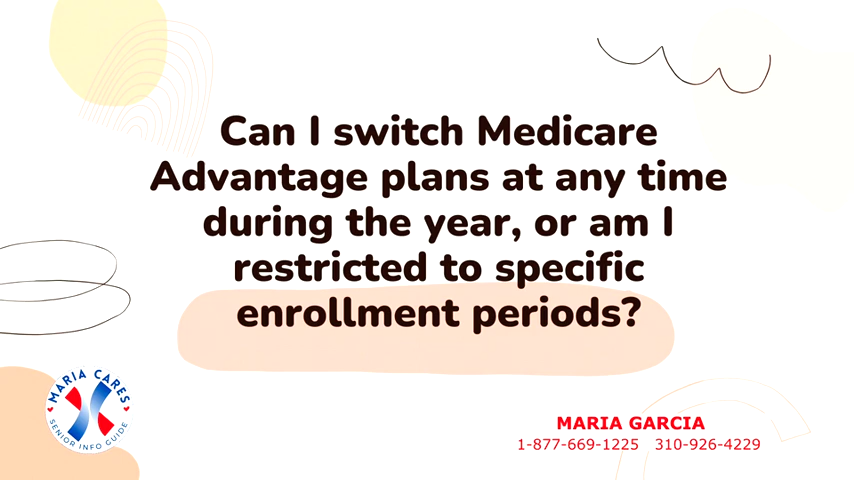 Can I switch Medicare
Advantage plans at any time
during the year, or am I
restricted to specific
enrollment periods?
MARIA CARES
SENIOR INFO GUIDE
MARIA GARCIA
1-877-669-1225 310-926-4229